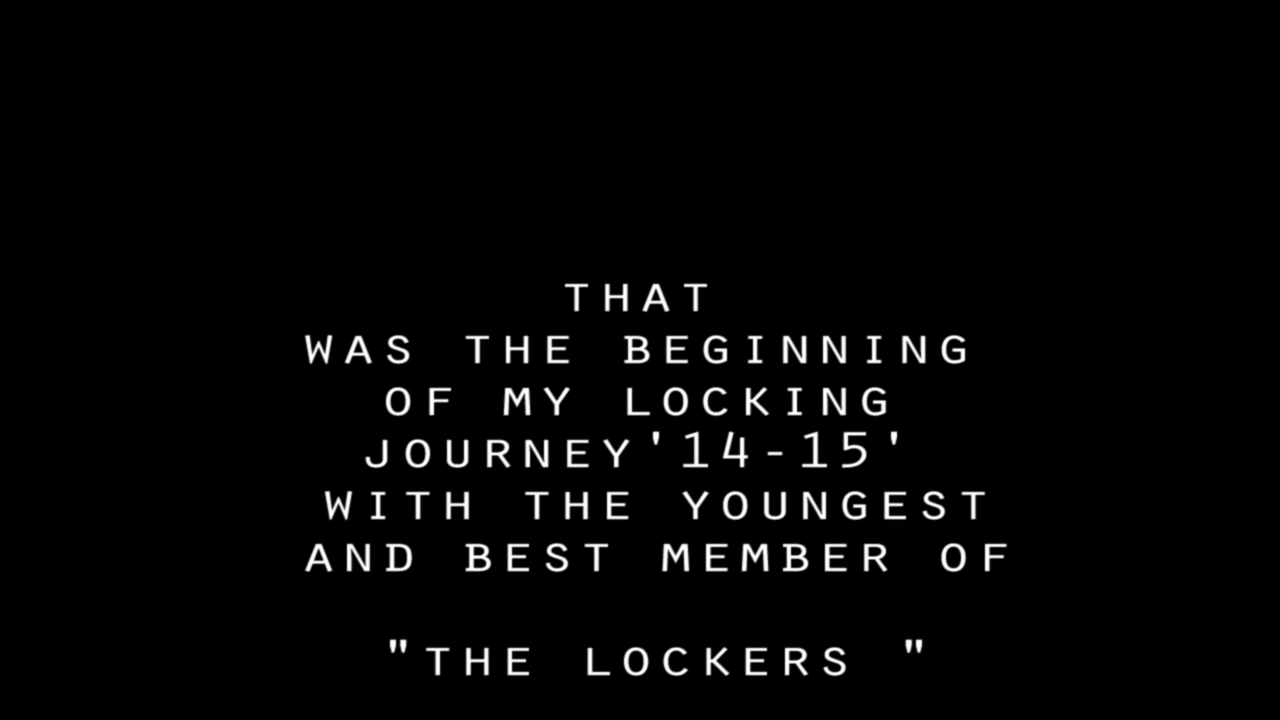 THAT
WAS THE BEGINNING
OF MY LOCKING
JOURNEY'14-15'
WITH THE YOUNGEST
AND BEST MEMBER OF
"THE LOCKERS "